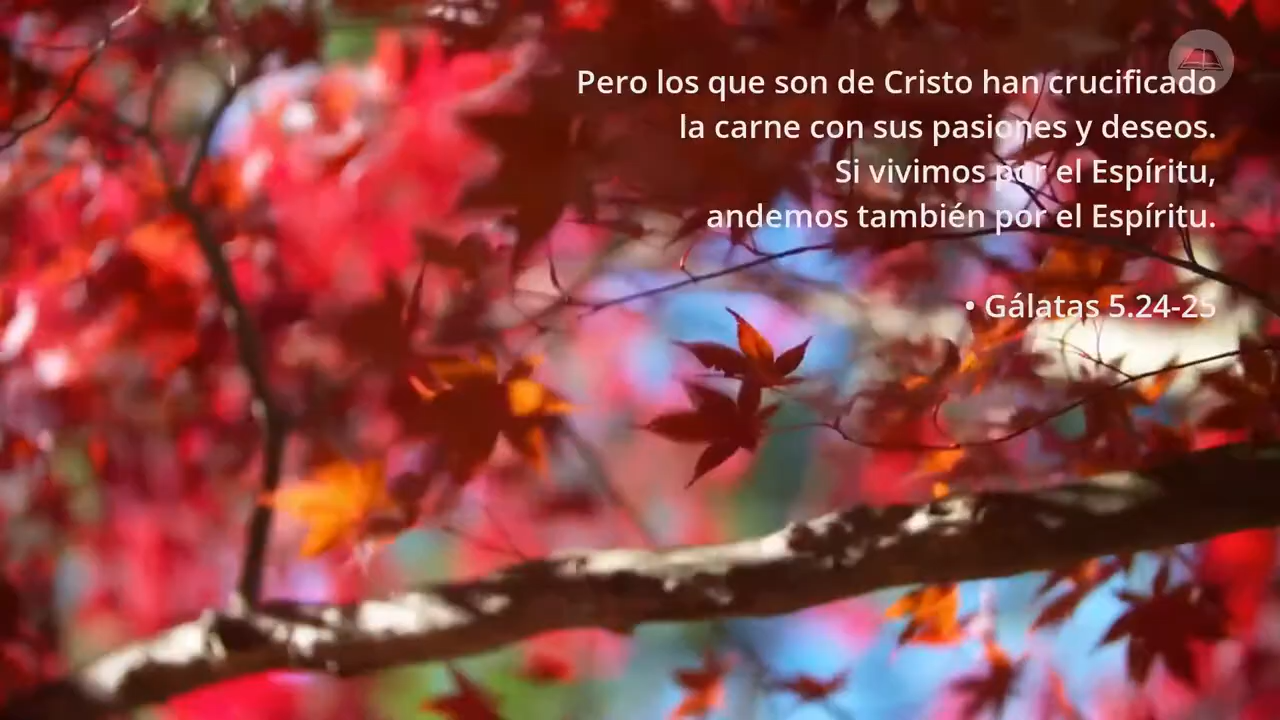 Pero los que son de Cristo han crucificado
la carne con sus pasiones y deseos.
Si vivimos por el Espíritu,
andemos también por el Espíritu.
• Gálatas 5.24-25